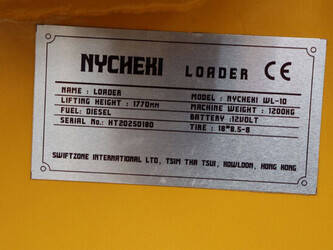 NYCHEKI LOADER CE
NAME : LOADER MODEL : NYCHEKI WL-10
LIFTING HEIGHT : 1770MM MACHINE WEIGHT : 1200KG
FUEL: DIESEL BATTERY :12VOLT
SERIAL No.: HT20250180 TIRE : 18*8.5-8
SWIFTZONE INTERNATIONAL LTD, TSIM THA TSUI, KOWLOON, HONG KONG